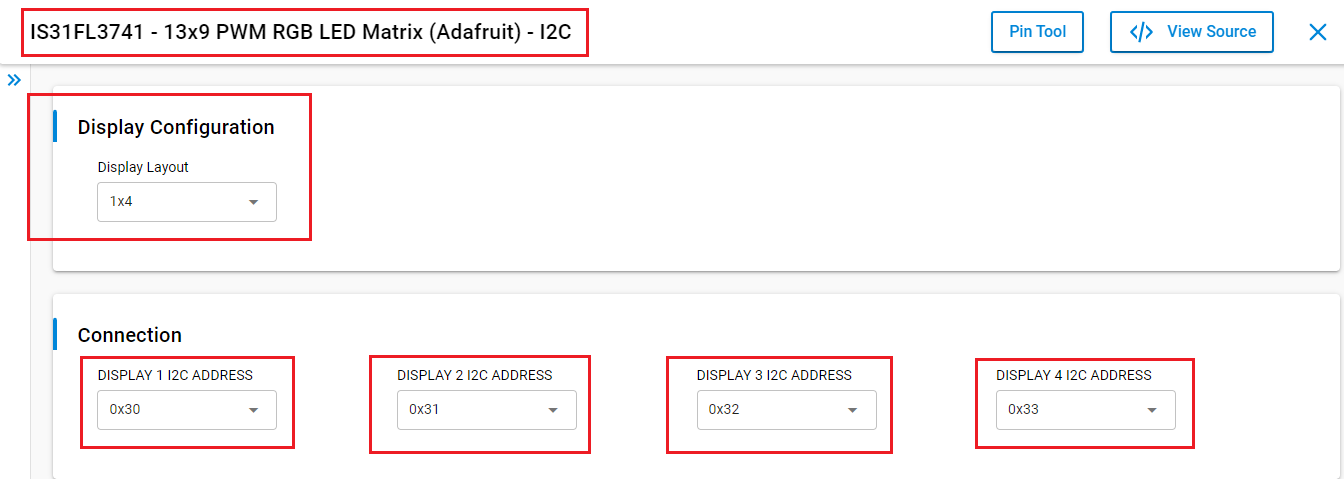 IS31FL3741 - 13x9 PWM RGB LED Matrix (Adafruit) - I2C
Pin Tool
View Source
Display Configuration
Display Layout
1x4
Connection
DISPLAY 1 I2C ADDRESS
DISPLAY 2 I2C ADDRESS
DISPLAY 3 I2C ADDRESS
DISPLAY 4 I2C ADDRESS
0x30
0x31
0x32
0x33